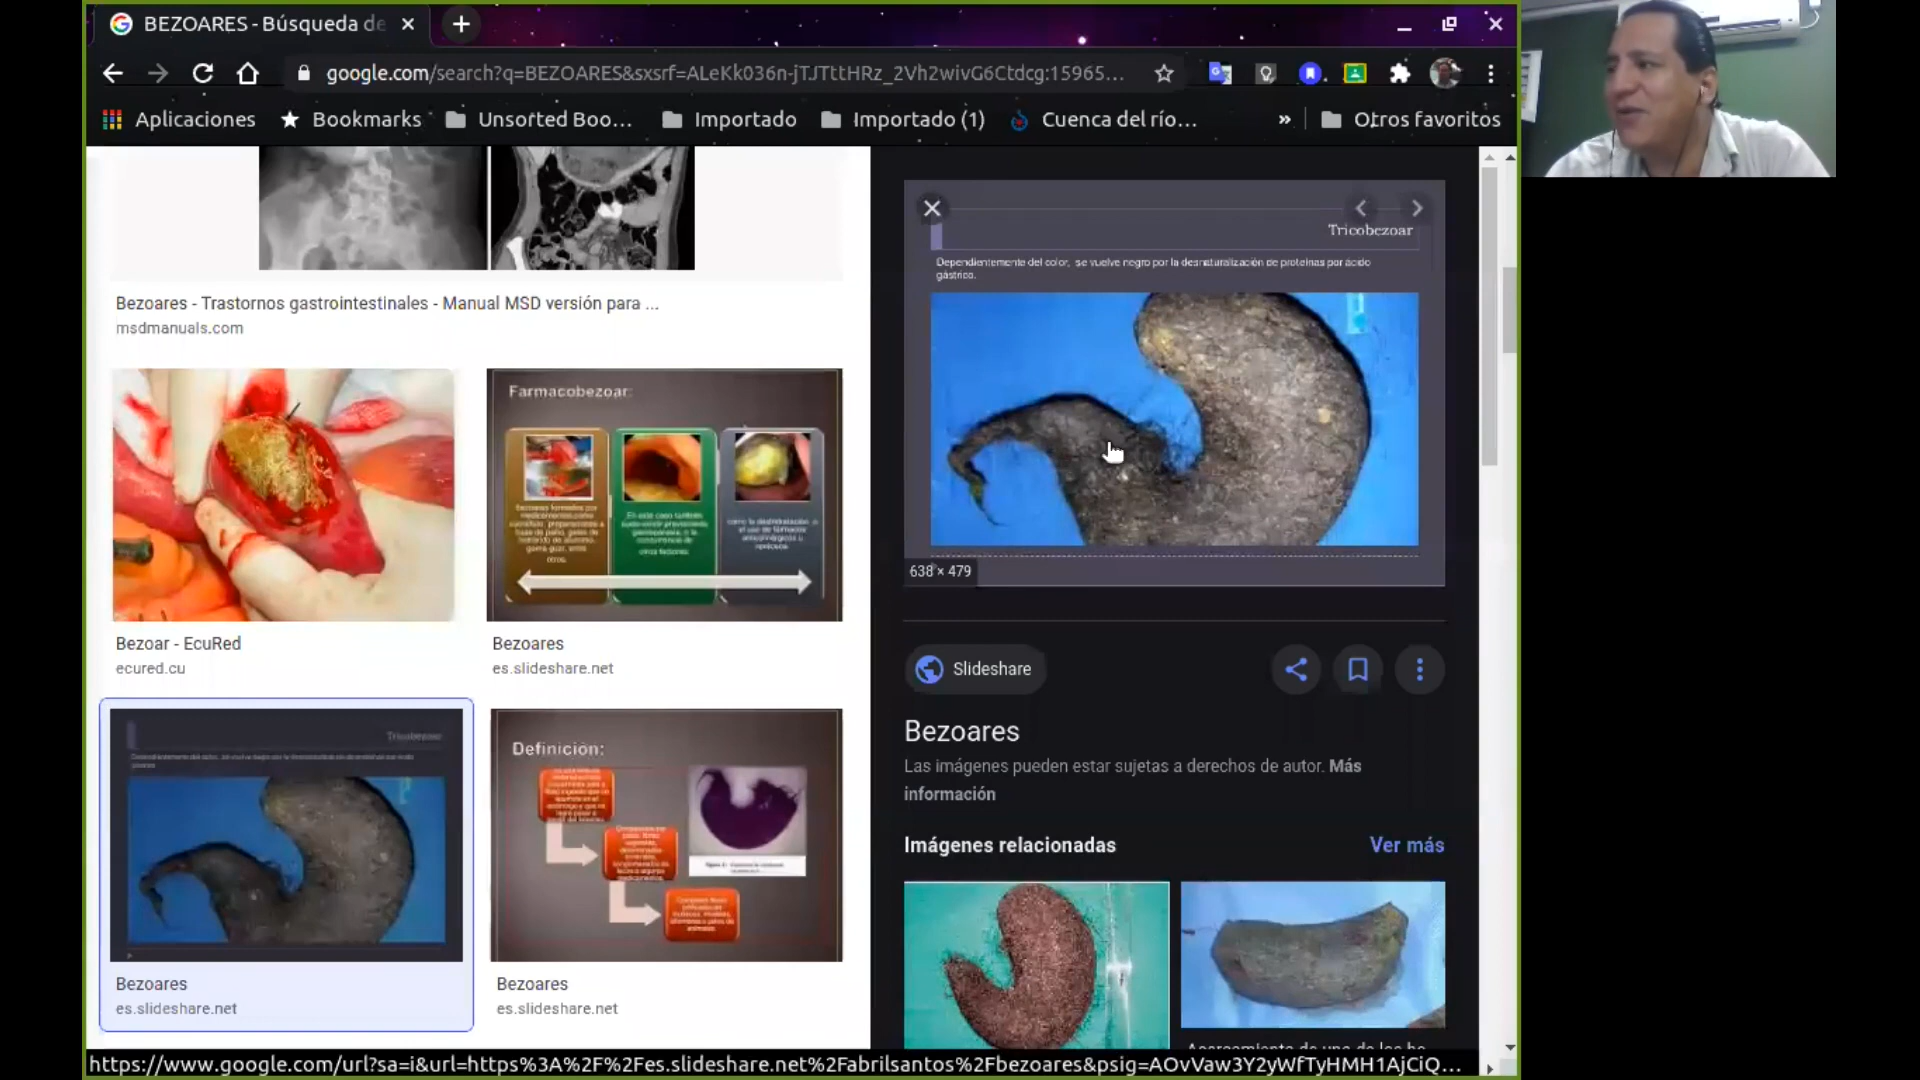 BEZOARES - Búsqueda de
google.com/search?q=BEZOARES&sxsrf=ALeKk036n-jTJTttHRz_2Vh2wivG6Ctdcg:15965...
Aplicaciones
Bookmarks
Unsorted Boo...
Importado
Importado (1)
Cuenca del río...
»
Otros favoritos
Bezoares - Trastornos gastrointestinales - Manual MSD versión para ...
msdmanuals.com
Bezoar - EcuRed
ecured.cu
Farmacobezoar:
Bezoares
es.slideshare.net
Tricobezoar
Bezoares
es.slideshare.net
Definición:
Bezoares
es.slideshare.net
Tricobezoar
Dependientemente del color, se vuelve negro por la desnaturalización de proteínas por ácido
gástrico.
638 × 479
Slideshare
Bezoares
Las imágenes pueden estar sujetas a derechos de autor. Más
información
Imágenes relacionadas
Ver más
https://www.google.com/url?sa=i&url=https%3A%2F%2Fes.slideshare.net%2Fabrilsantos%2Fbezoares&psig=AOvVaw3Y2yWfTyHMH1AjCiQ...